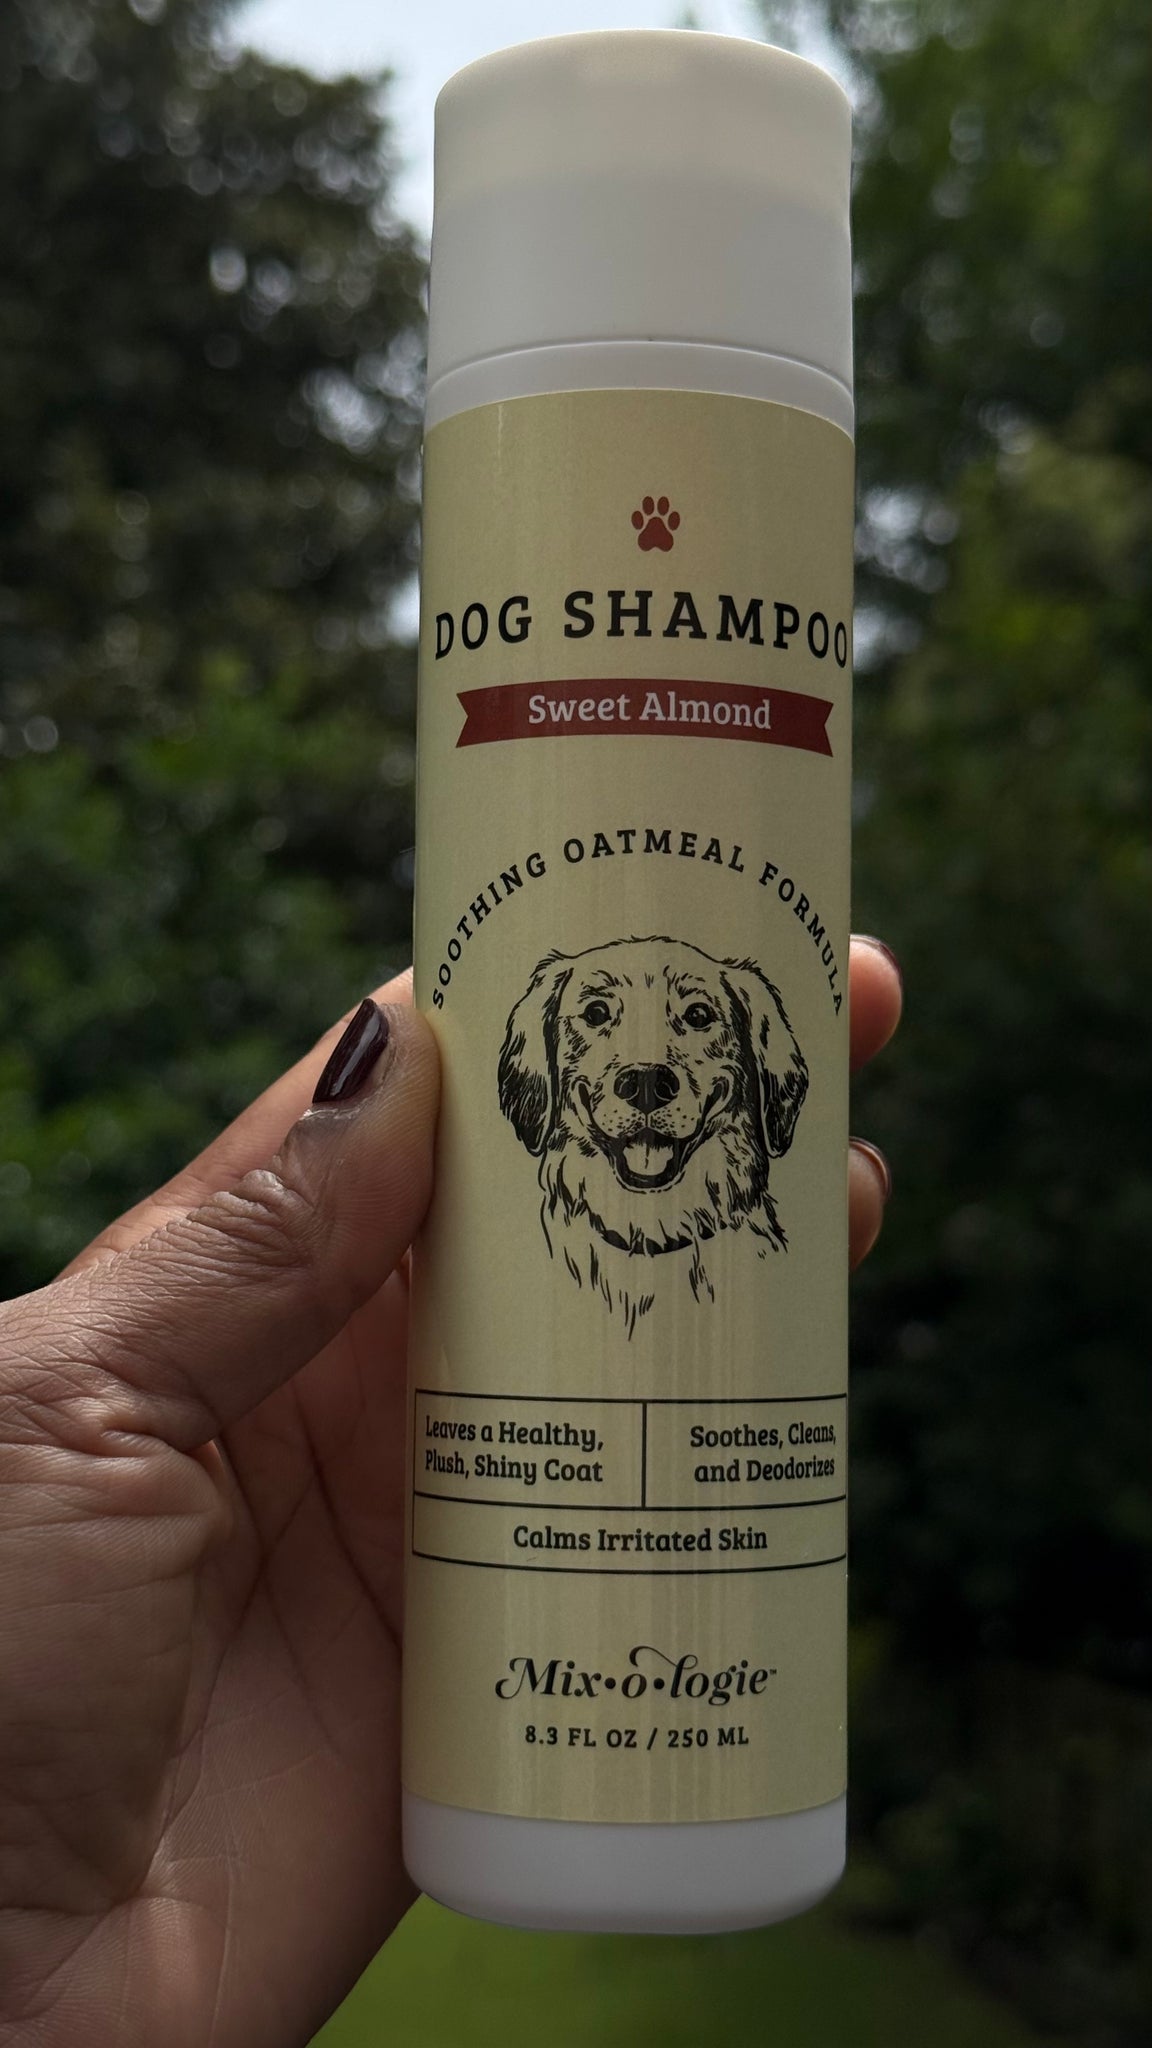 DOG SHAMPOO
Sweet Almond
SOOTHING OATMEAL FORMULA
Leaves a Healthy,
Plush, Shiny Coat
Soothes, Cleans,
and Deodorizes
Calms Irritated Skin
Mix•o•logie™
8.3 FL OZ / 250 ML